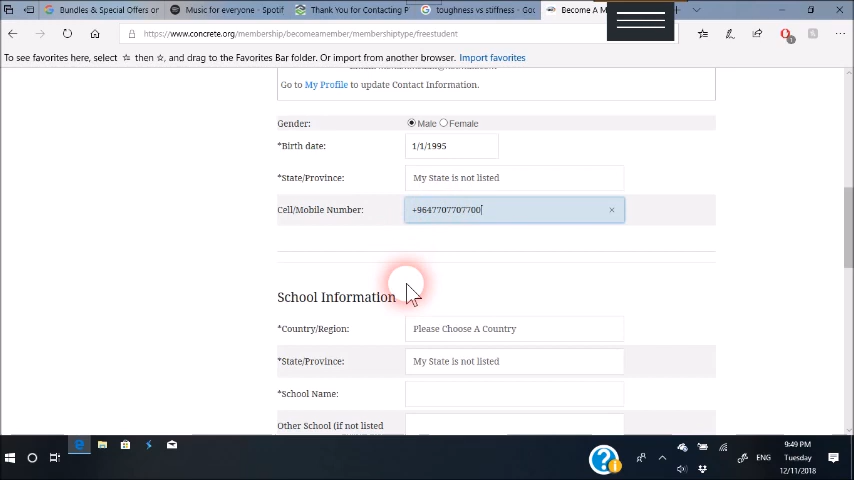 Bundles & Special Offers or
Music for everyone - Spotif
Thank You for Contacting P
toughness vs stiffness - Goo
Become A M
https://www.concrete.org/membership/becomeamember/membershiptype/freestudent
1
To see favorites here, select ☆ then ☆, and drag to the Favorites Bar folder. Or import from another browser. Import favorites
Go to My Profile to update Contact Information.
Gender: Male Female
*Birth date: 1/1/1995
*State/Province: My State is not listed
Cell/Mobile Number: +9647707707700
School Information
*Country/Region: Please Choose A Country
*State/Province: My State is not listed
*School Name:
Other School (if not listed
ENG
9:49 PM
Tuesday
12/11/2018